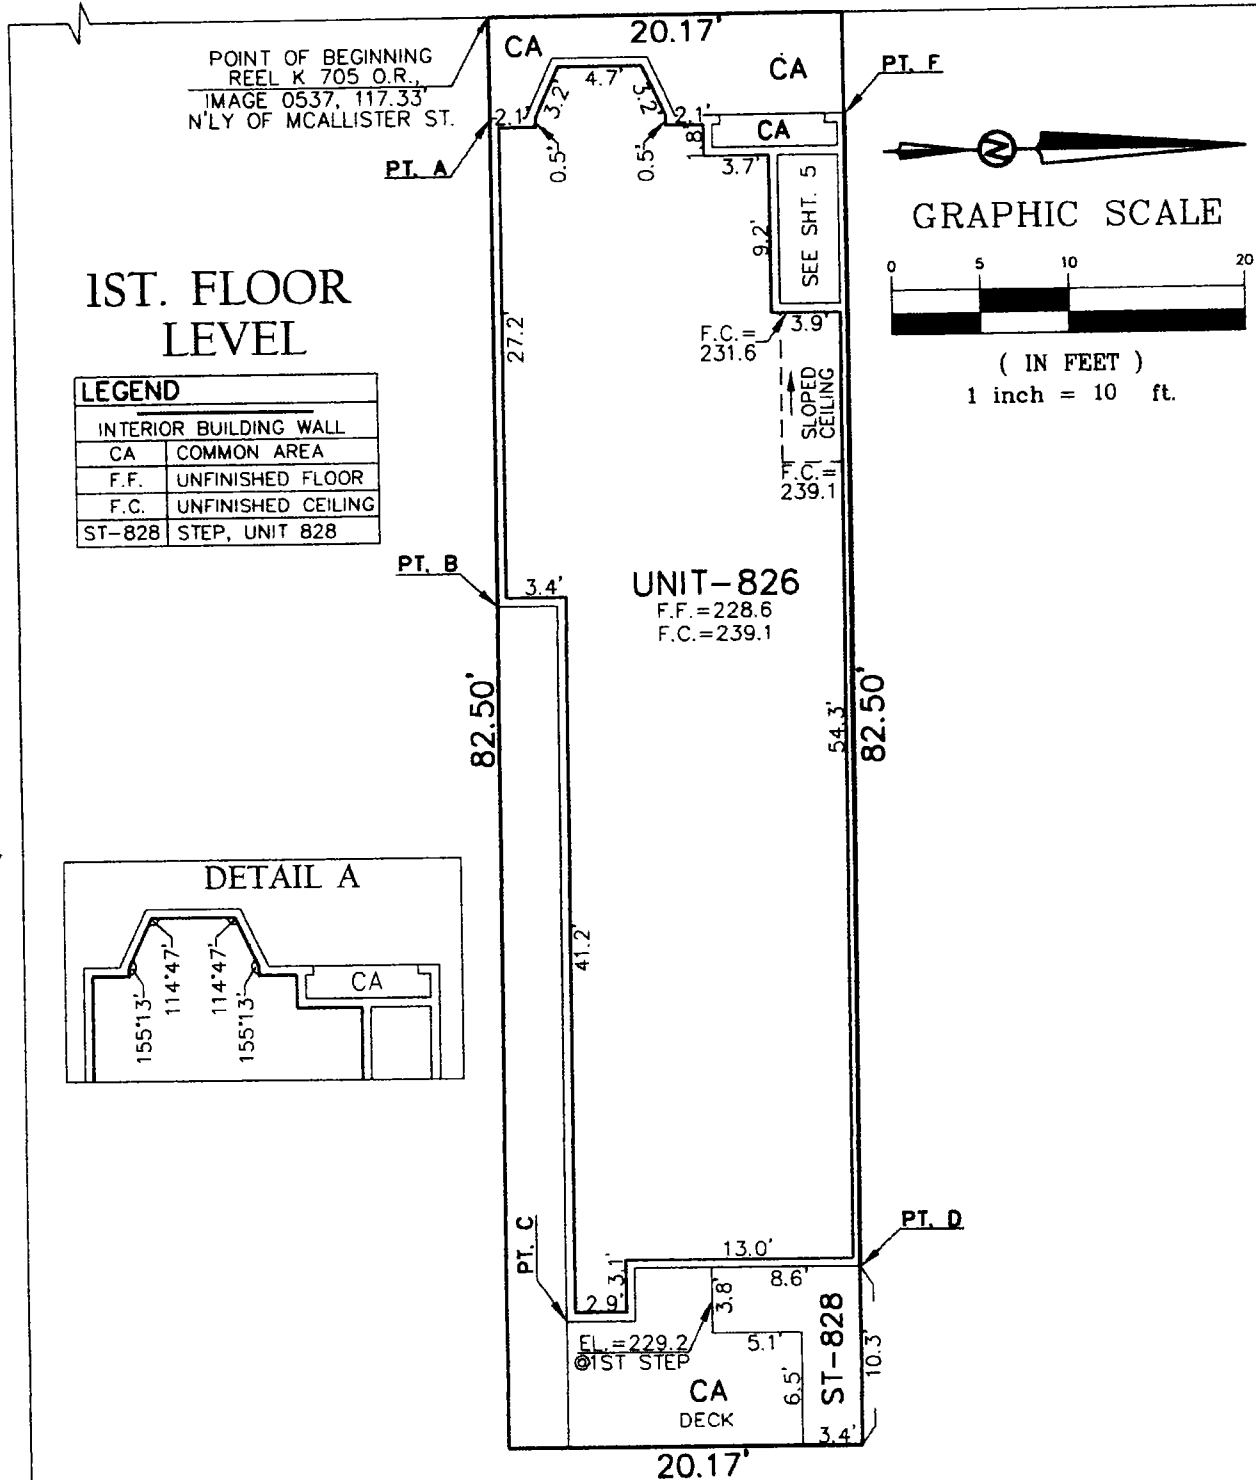 20.17'
CA
CA
POINT OF BEGINNING
REEL K 705 O.R.,
IMAGE 0537, 117.33'
N'LY OF MCALLISTER ST.
PT. F
4.7'
3.2'
3.2'
2.1'
2.1'
CA
1.8'
PT. A
0.5'
0.5'
3.7'
N
SEE SHT. 5
9.2'
GRAPHIC SCALE
0 5 10 20
( IN FEET )
1 inch = 10 ft.
1ST. FLOOR
LEVEL
27.2'
F.C.=
231.6
3.9'
SLOPED
CEILING
F.C.=
239.1
LEGEND
INTERIOR BUILDING WALL
CA COMMON AREA
F.F. UNFINISHED FLOOR
F.C. UNFINISHED CEILING
ST-828 STEP, UNIT 828
PT. B
3.4'
UNIT-826
F.F.=228.6
F.C.=239.1
82.50'
54.3'
82.50'
DETAIL A
CA
155°13'
114°47'
114°47'
155°13'
41.2'
PT. C
PT. D
13.0'
3.1'
2.9'
8.6'
3.8'
EL.=229.2
@1ST STEP
5.1'
6.5'
ST-828
10.3'
CA
DECK
3.4'
20.17'